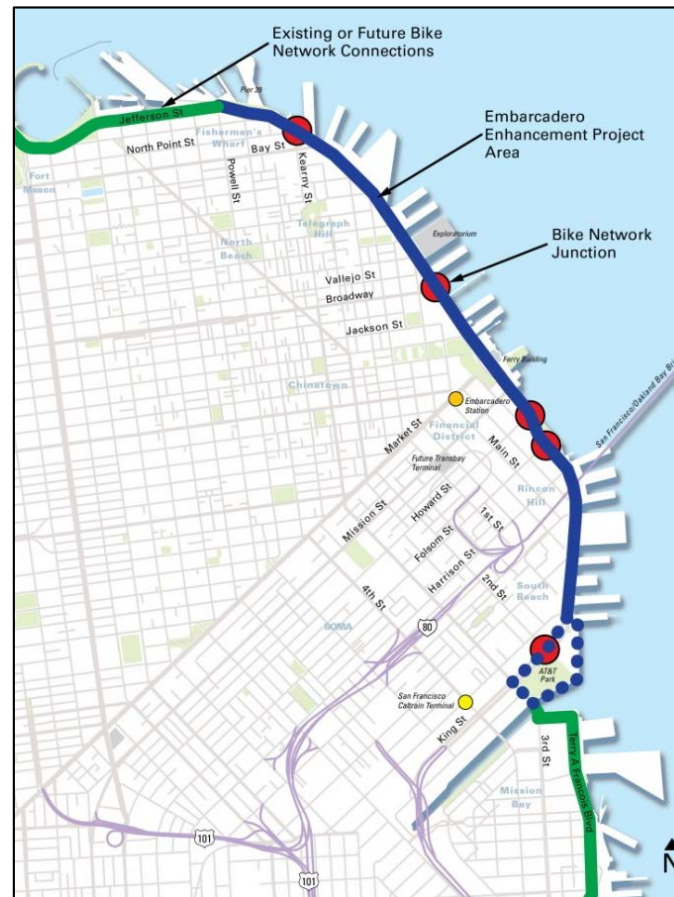 Existing or Future Bike
Network Connections
Pier 39
Jefferson St
Embarcadero
Enhancement Project
Area
Fisherman's
Wharf
North Point St
Bay St
Fort
Mason
Powell St
Kearny St
Telegraph
Hill
North
Beach
Exploratorium
Bike Network
Junction
Vallejo St
Broadway
Jackson St
Ferry Building
Chinatown
San Francisco/Oakland Bay Bri
Embarcadero
Station
Market St
Financial
District
Main St
Future Transbay
Terminal
Rincon
Hill
Mission St
Howard St
1st St
Folsom St
Harrison St
2nd St
South
Beach
4th St
SOMA
80
AT&T
Park
San Francisco
Caltrain Terminal
King St
3rd St
Terry A Francois Blvd
Mission
Bay
101
101
N